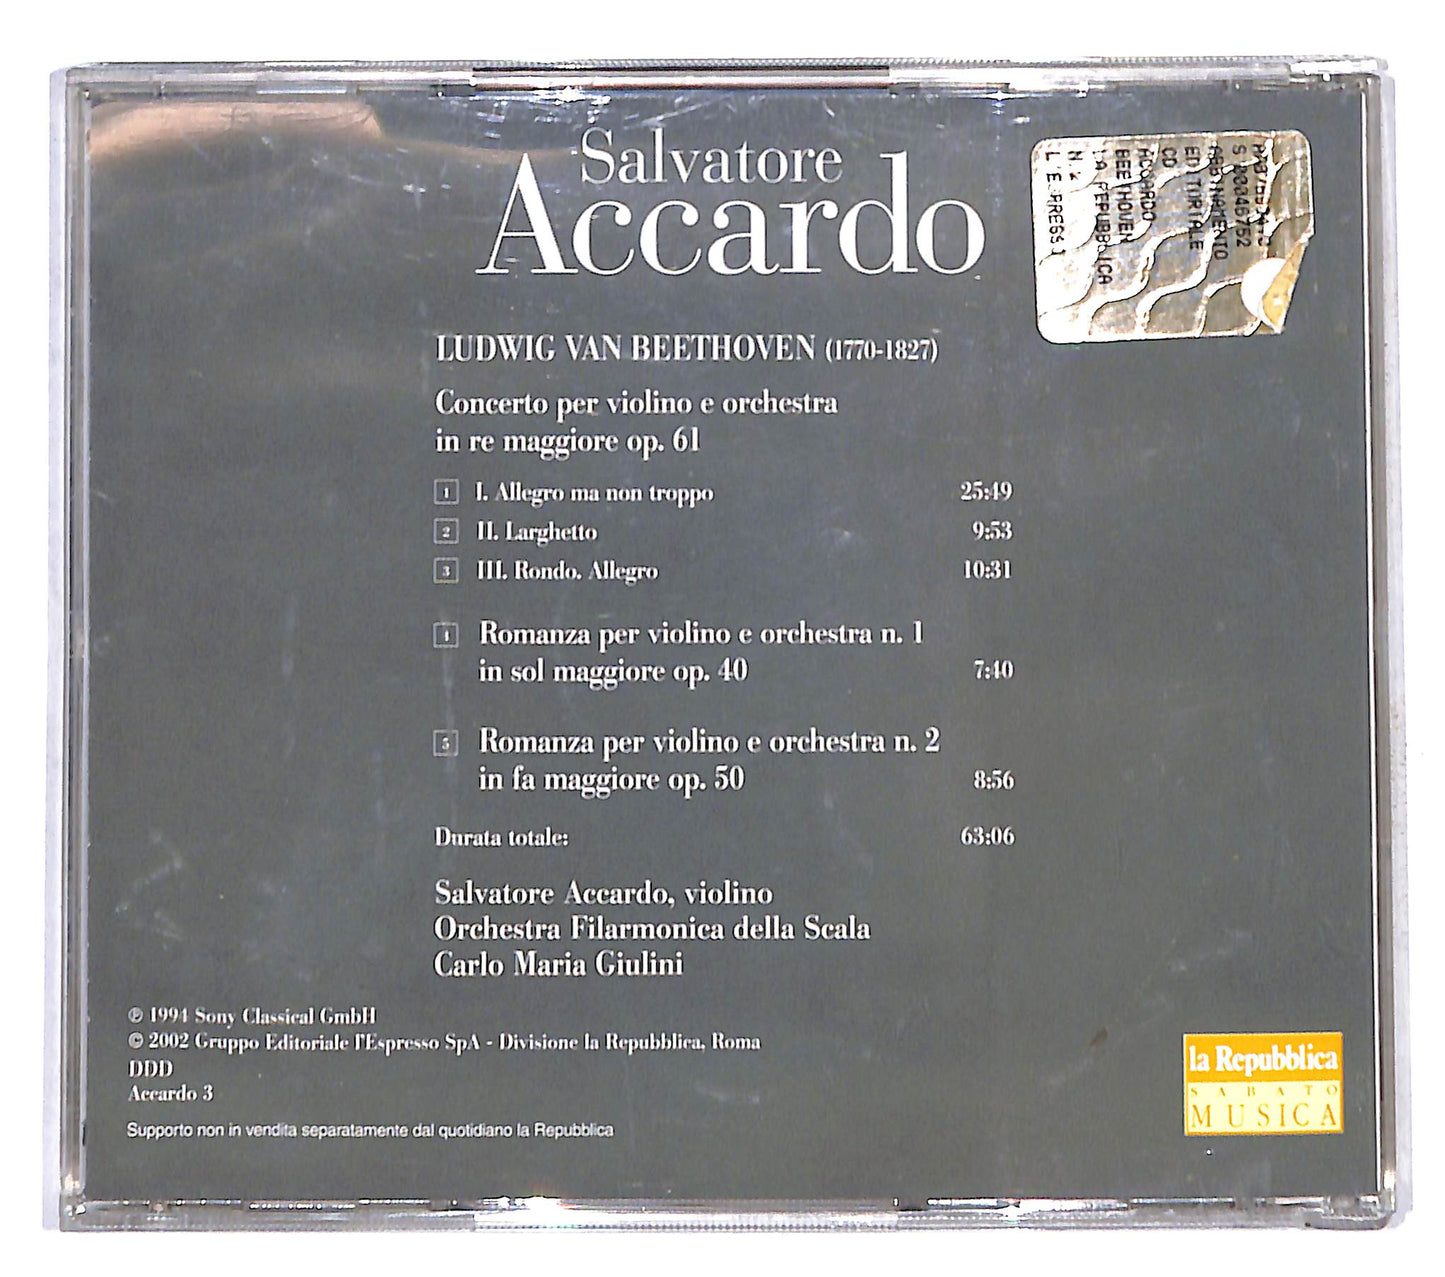 Salvatore
Accardo
LUDWIG VAN BEETHOVEN (1770-1827)
Concerto per violino e orchestra
in re maggiore op. 61
1 I. Allegro ma non troppo 25:49
2 II. Larghetto 9:53
3 III. Rondo. Allegro 10:31
4 Romanza per violino e orchestra n. 1
in sol maggiore op. 40 7:40
5 Romanza per violino e orchestra n. 2
in fa maggiore op. 50 8:56
Durata totale: 63:06
Salvatore Accardo, violino
Orchestra Filarmonica della Scala
Carlo Maria Giulini
℗ 1994 Sony Classical GmbH
© 2002 Gruppo Editoriale l'Espresso SpA - Divisione la Repubblica, Roma
DDD
Accardo 3
Supporto non in vendita separatamente dal quotidiano la Repubblica
la Repubblica
SABATO
MUSICA
S 00046752
CD
ACCARDO
BEETHOVEN
LA REPUBBLICA